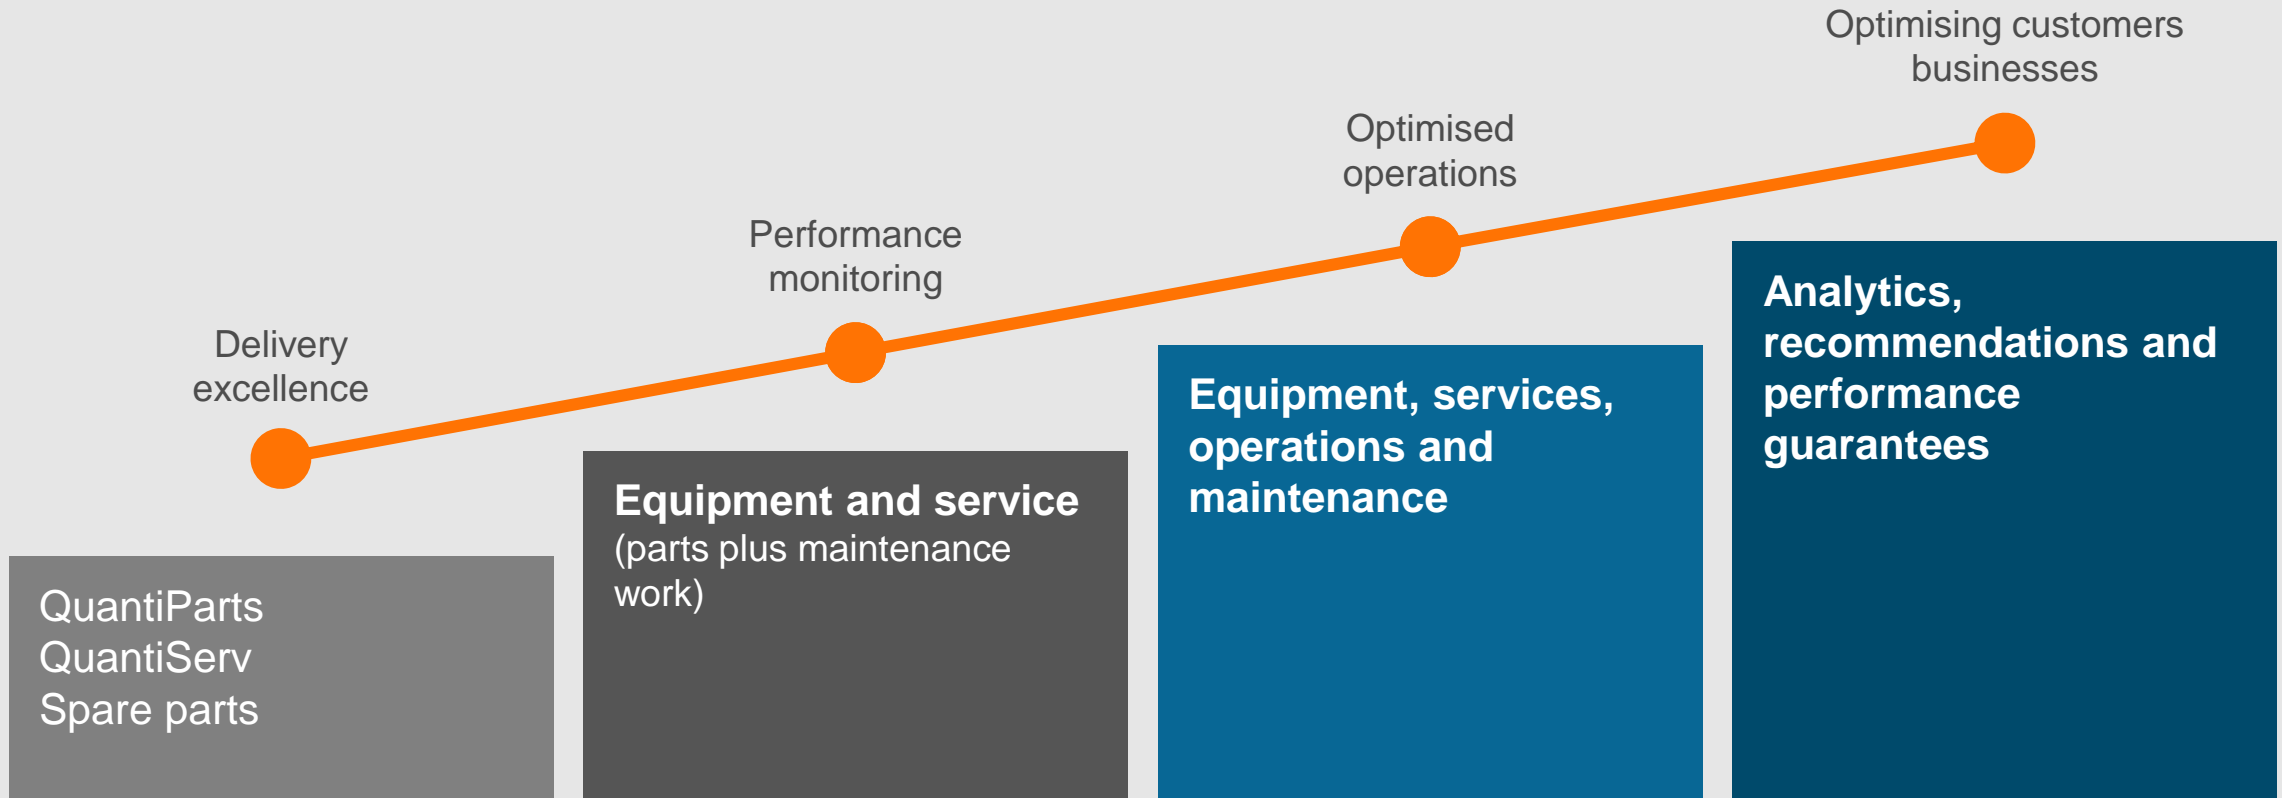 Optimising customers
businesses
Optimised
operations
Performance
monitoring
Delivery
excellence
Analytics,
recommendations and
performance
guarantees
Equipment, services,
operations and
maintenance
Equipment and service
(parts plus maintenance
work)
QuantiParts
QuantiServ
Spare parts